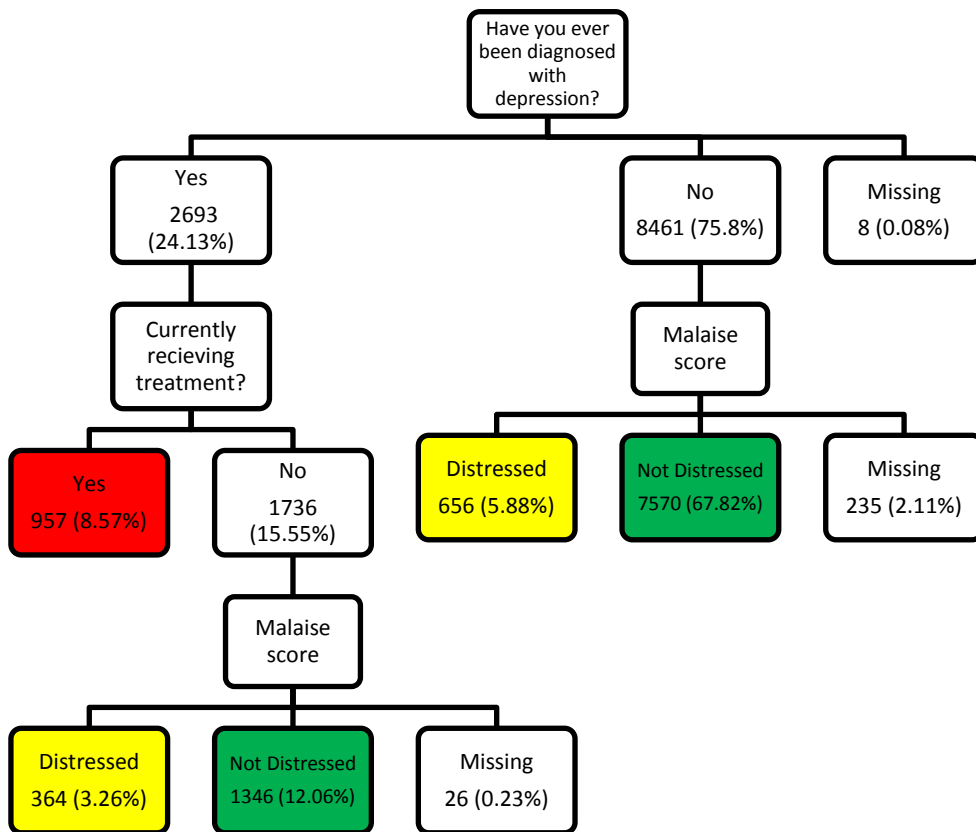 Have you ever
been diagnosed
with
depression?
Yes
2693
(24.13%)
No
8461 (75.8%)
Missing
8 (0.08%)
Currently
recieving
treatment?
Malaise
score
Yes
957 (8.57%)
No
1736
(15.55%)
Distressed
656 (5.88%)
Not Distressed
7570 (67.82%)
Missing
235 (2.11%)
Malaise
score
Distressed
364 (3.26%)
Not Distressed
1346 (12.06%)
Missing
26 (0.23%)